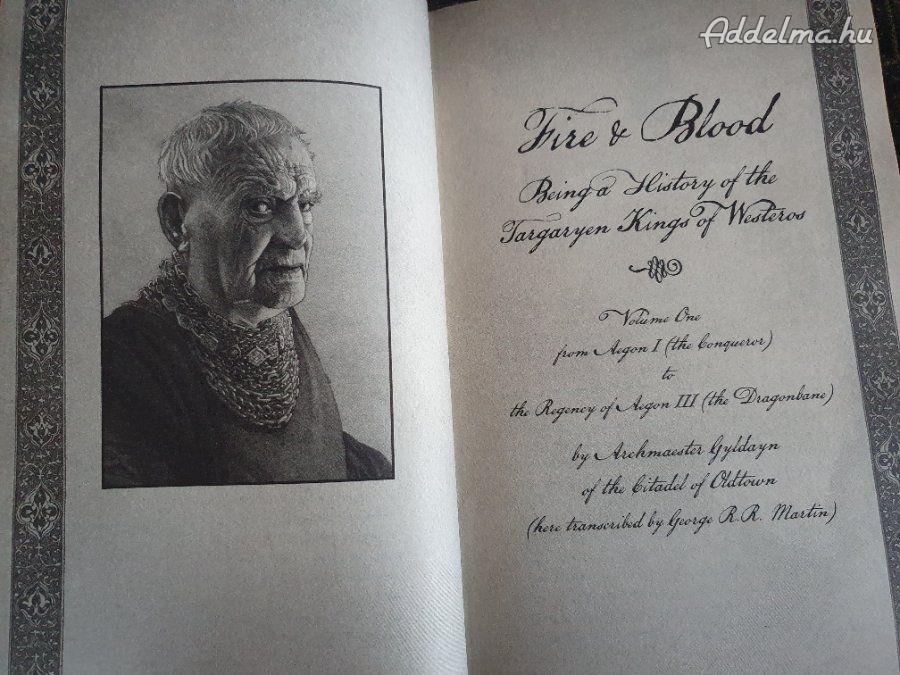 Addelma.hu
Fire & Blood
Being a History of the
Targaryen Kings of Westeros
Volume One
from Aegon I (the Conqueror)
to
the Regency of Aegon III (the Dragonbane)
by Archmaester Gyldayn
of the Citadel of Oldtown
(here transcribed by George R.R. Martin)